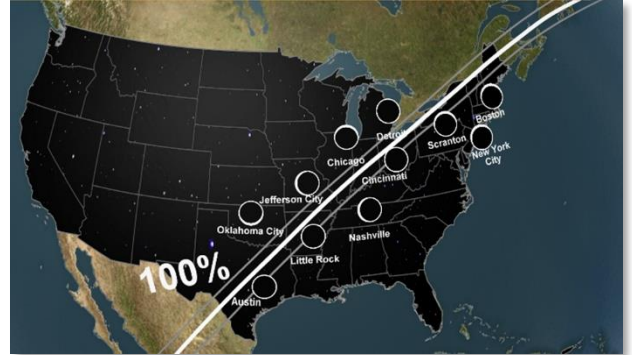 Boston
Detroit
Scranton
New York
City
Chicago
Cincinnati
Jefferson City
Oklahoma City
Nashville
Little Rock
100%
Austin